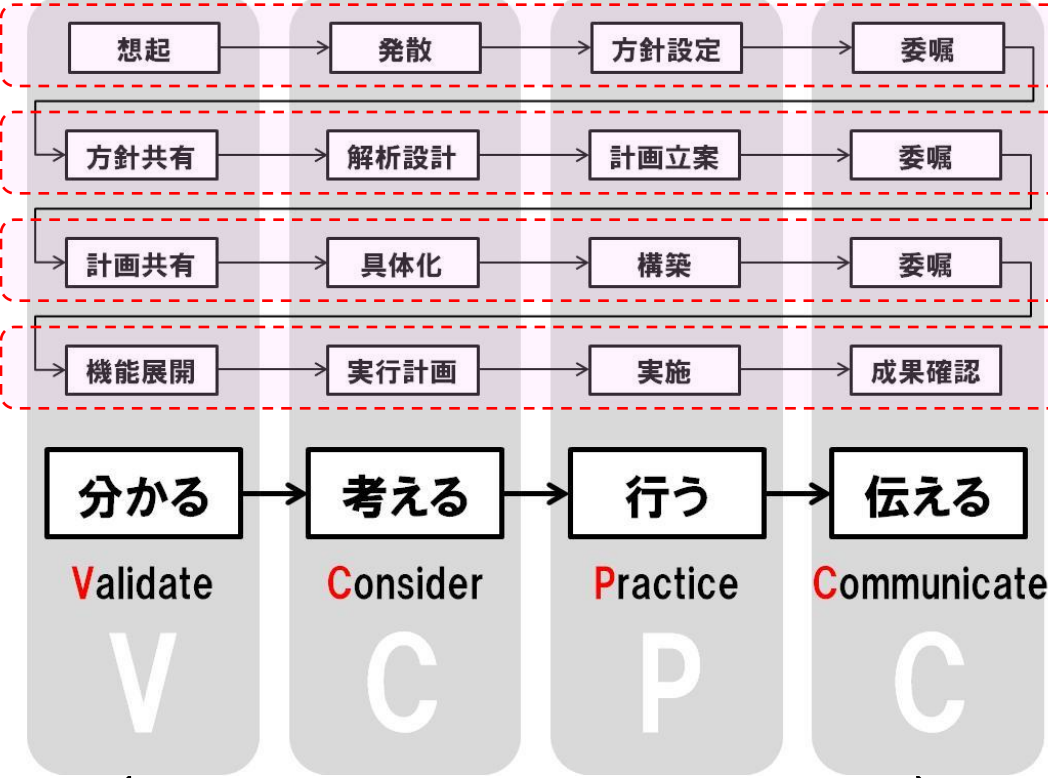 想起 発散 方針設定 委嘱
方針共有 解析設計 計画立案 委嘱
計画共有 具体化 構築 委嘱
機能展開 実行計画 実施 成果確認
分かる 考える 行う 伝える
Validate Consider Practice Communicate
V C P C